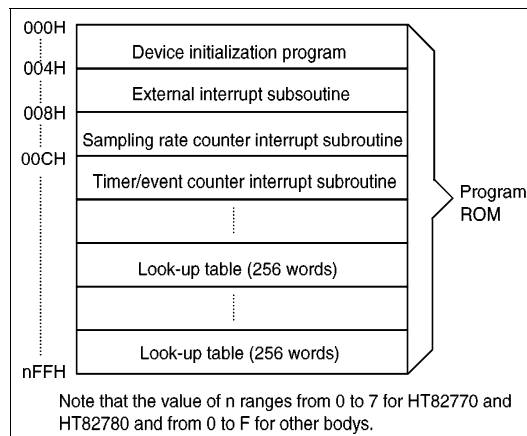 000H
Device initialization program
004H
External interrupt subsoutine
008H
Sampling rate counter interrupt subroutine
00CH
Timer/event counter interrupt subroutine
Program
ROM
Look-up table (256 words)
Look-up table (256 words)
nFFH
Note that the value of n ranges from 0 to 7 for HT82770 and
HT82780 and from 0 to F for other bodys.